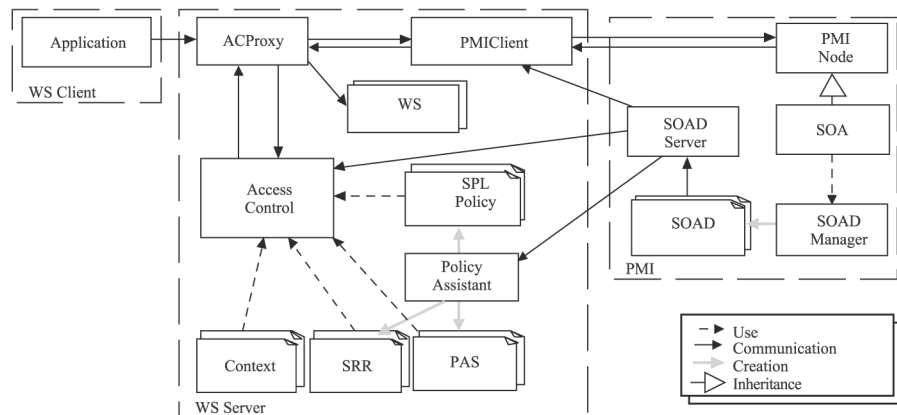 Application
WS Client
ACProxy
PMIClient
WS
Access
Control
SPL
Policy
Policy
Assistant
Context
SRR
PAS
WS Server
PMI
Node
SOA
SOAD
Server
SOAD
SOAD
Manager
PMI
Use
Communication
Creation
Inheritance